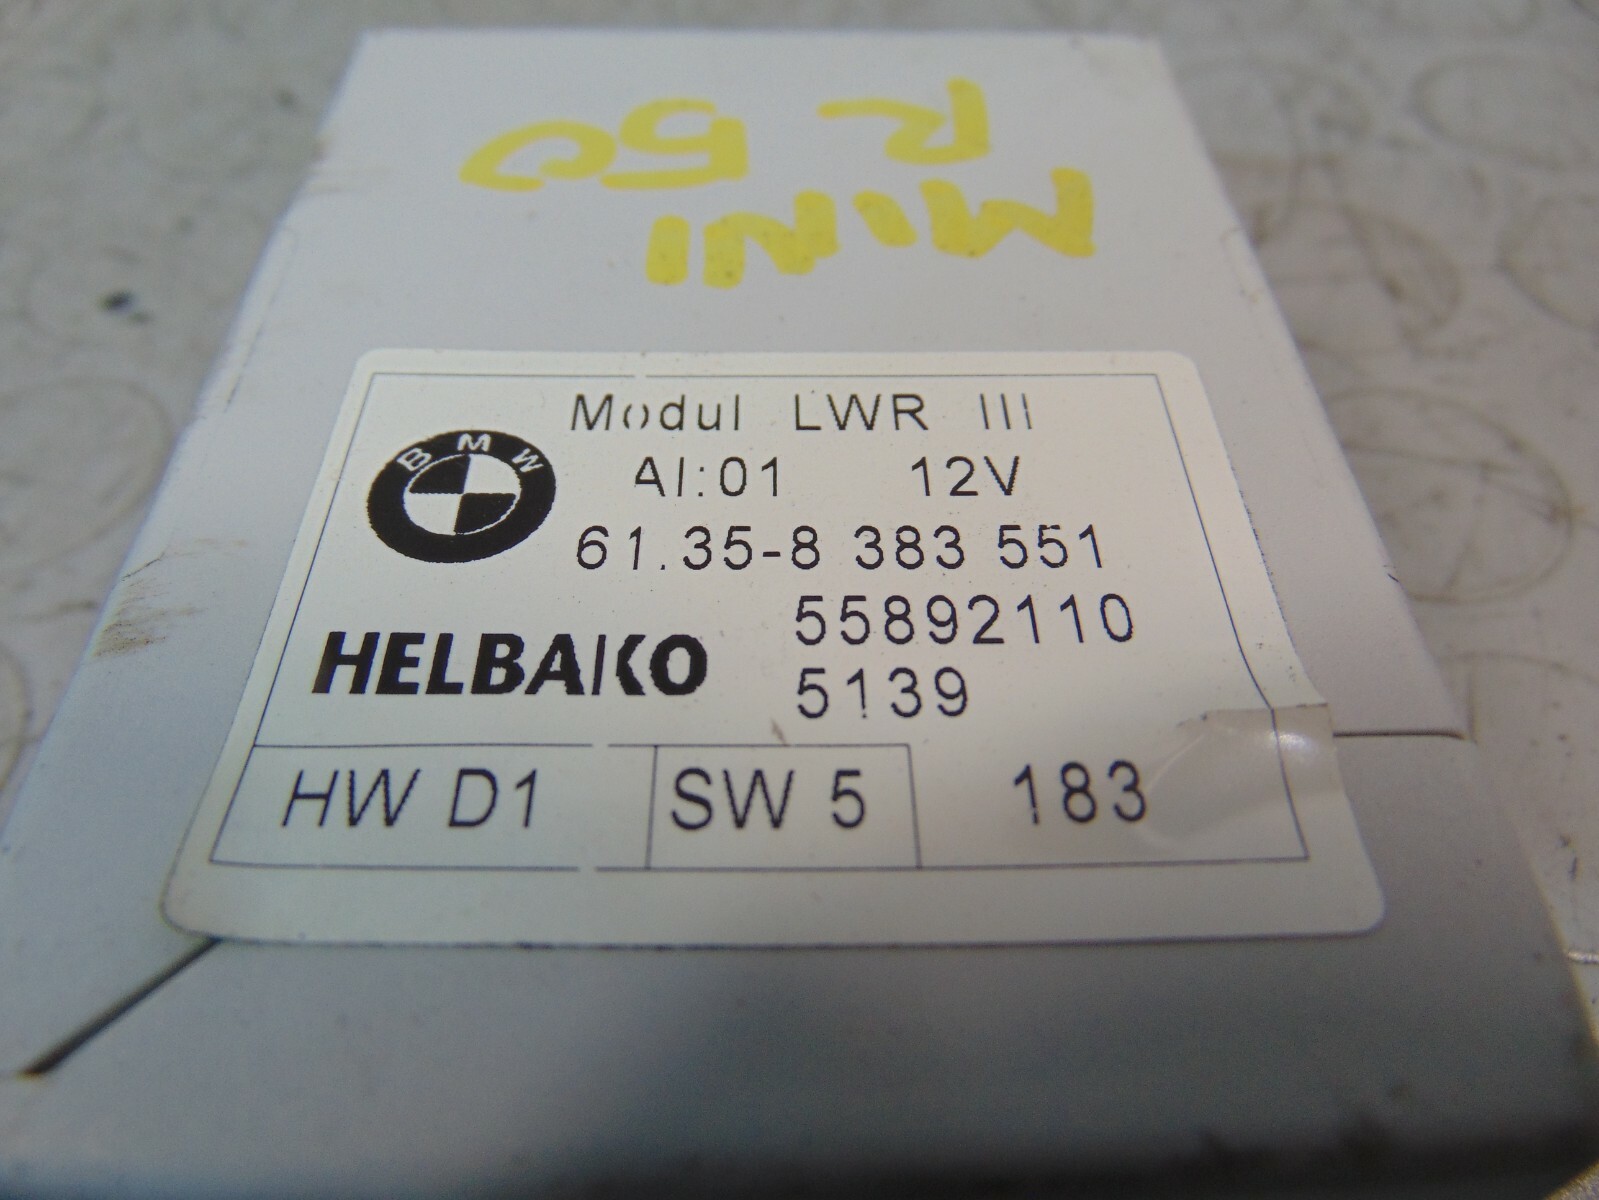 MINI
R 50
Modul LWR III
BMW
AI:01 12V
61.35-8 383 551
55892110
HELBAKO
5139
HW D1 SW 5 183